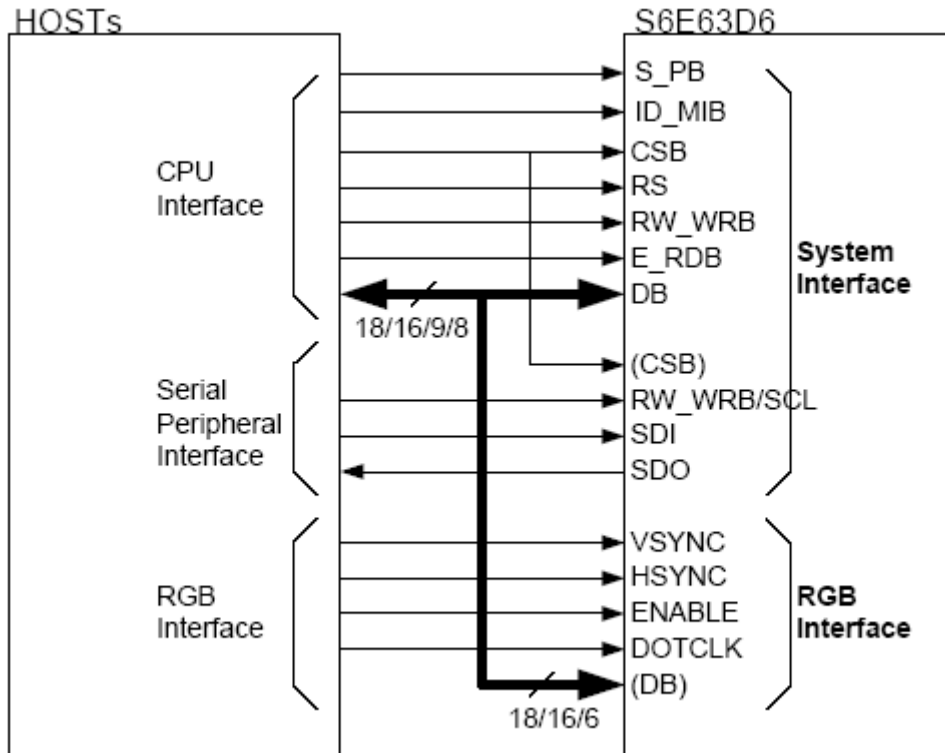 HOSTs
S6E63D6
CPU
Interface
S_PB
ID_MIB
CSB
RS
RW_WRB
E_RDB
DB
18/16/9/8
System
Interface
Serial
Peripheral
Interface
(CSB)
RW_WRB/SCL
SDI
SDO
RGB
Interface
VSYNC
HSYNC
ENABLE
DOTCLK
(DB)
18/16/6
RGB
Interface